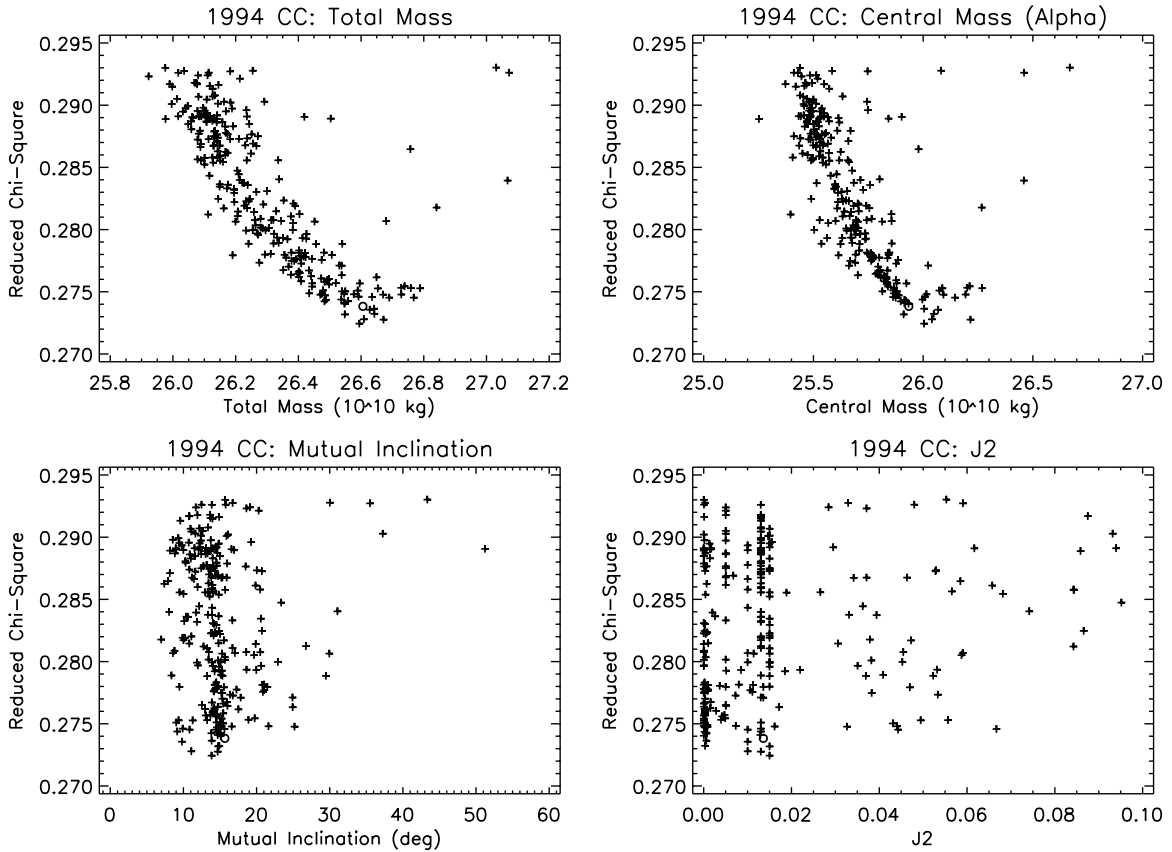 1994 CC: Total Mass
0.295
0.290
0.285
0.280
0.275
0.270
Reduced Chi-Square
25.8 26.0 26.2 26.4 26.6 26.8 27.0 27.2
Total Mass (10^10 kg)
1994 CC: Central Mass (Alpha)
0.295
0.290
0.285
0.280
0.275
0.270
Reduced Chi-Square
25.0 25.5 26.0 26.5 27.0
Central Mass (10^10 kg)
1994 CC: Mutual Inclination
0.295
0.290
0.285
0.280
0.275
0.270
Reduced Chi-Square
0 10 20 30 40 50 60
Mutual Inclination (deg)
1994 CC: J2
0.295
0.290
0.285
0.280
0.275
0.270
Reduced Chi-Square
0.00 0.02 0.04 0.06 0.08 0.10
J2